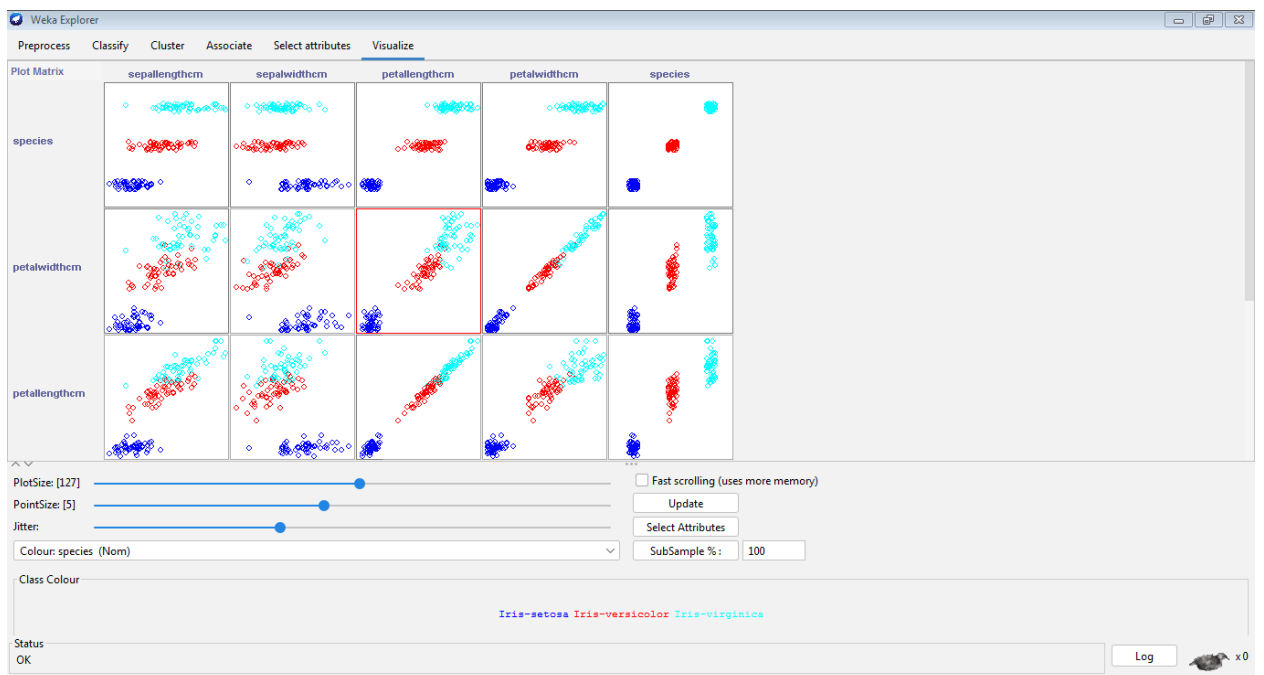 Weka Explorer
Preprocess Classify Cluster Associate Select attributes Visualize
Plot Matrix sepallengthcm sepalwidthcm petallengthcm petalwidthcm species
species
petalwidthcm
petallengthcm
PlotSize: [127] Fast scrolling (uses more memory)
PointSize: [5] Update
Jitter: Select Attributes
Colour: species (Nom) SubSample % : 100
Class Colour
Iris-setosa Iris-versicolor Iris-virginica
Status
OK Log x 0